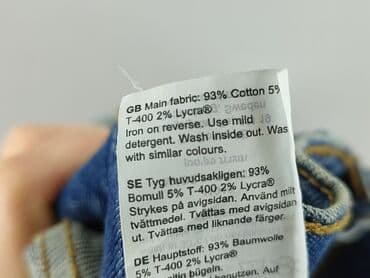 GB Main fabric: 93% Cotton 5%
T-400 2% Lycra®
Iron on reverse. Use mild
detergent. Wash inside out. Was
with similar colours.
SE Tyg huvudsakligen: 93%
Bomull 5% T-400 2% Lycra®
Strykes på avigsidan. Använd milt
tvättmedel. Tvättas med avigsidan
ut. Tvättas med liknande färger.
DE Hauptstoff: 93% Baumwolle
5% T-400 2% Lycra®
bügeln.
benutzen. Auf